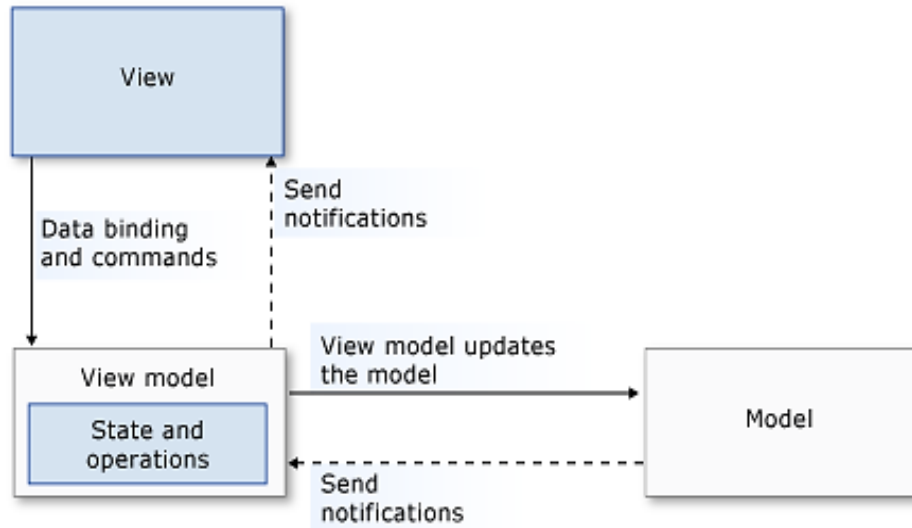 View
Send
notifications
Data binding
and commands
View model updates
the model
View model
State and
operations
Model
Send
notifications